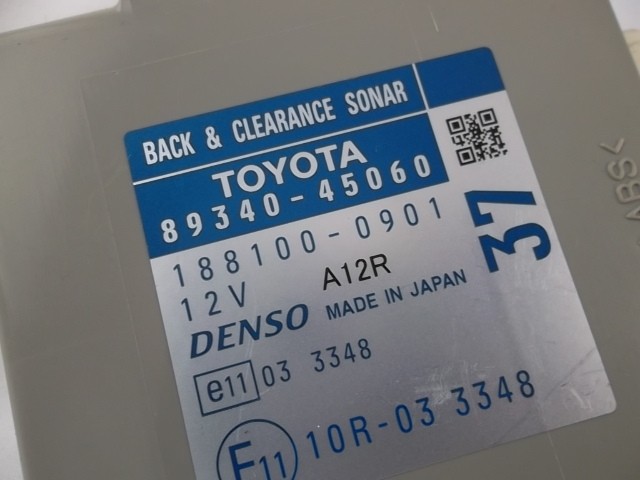 BACK & CLEARANCE SONAR
TOYOTA
89340-45060
188100-0901
12V A12R
DENSO MADE IN JAPAN
37
e11 03 3348
E11 10R-03 3348
ABS<